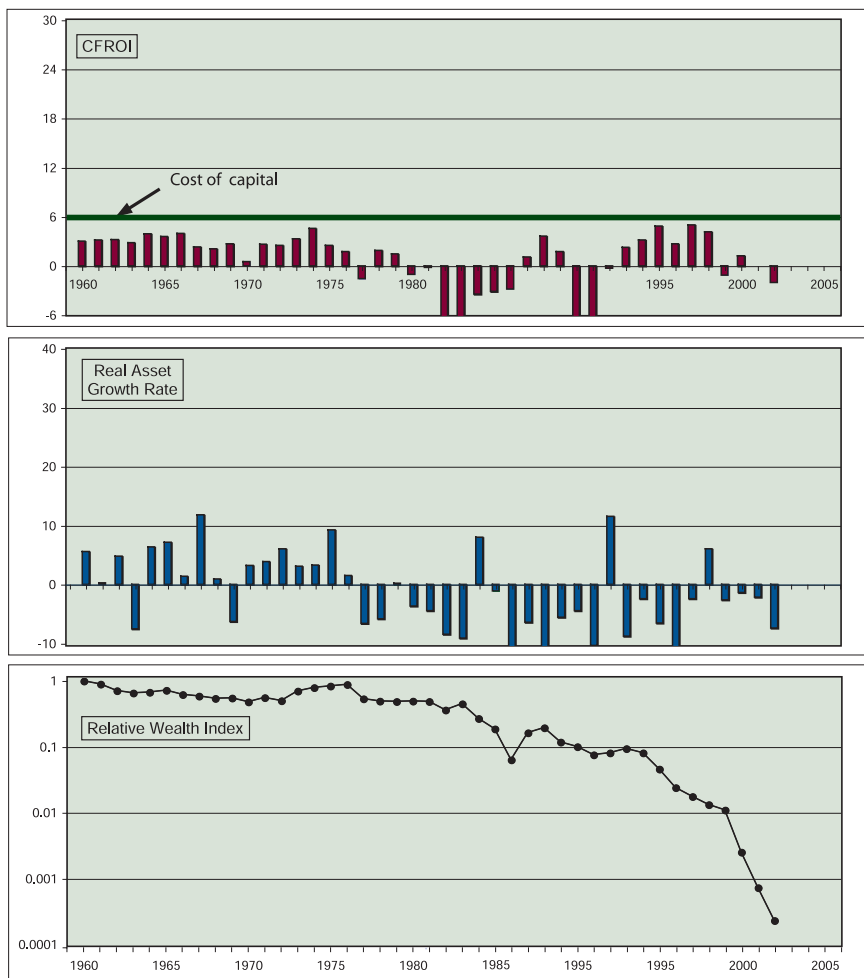 30
CFROI
24
18
12
Cost of capital
6
0
1960 1965 1970 1975 1980 1995 2000 2005
-6
40
Real Asset
Growth Rate
30
20
10
0
-10
1
Relative Wealth Index
0.1
0.01
0.001
0.0001
1960 1965 1970 1975 1980 1985 1995 1995 2000 2005